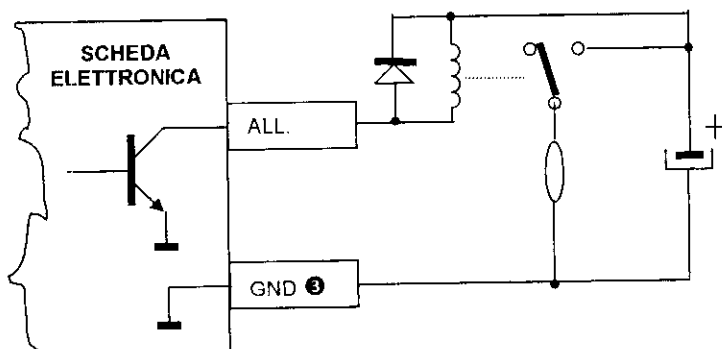 SCHEDA
ELETTRONICA
ALL.
+
GND ❸